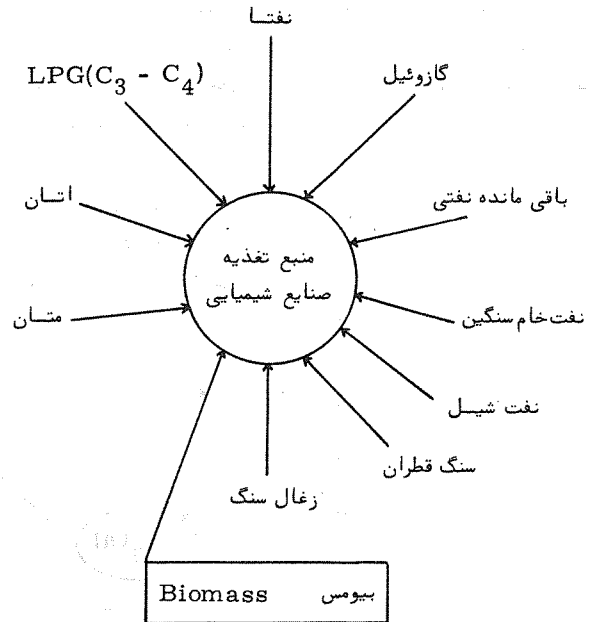 نفتا
LPG(C3 - C4)
گازوئیل
اتان
باقی مانده نفتی
منبع تغذیه
صنایع شیمیایی
متان
نفت خام سنگین
نفت شیل
سنگ قطران
زغال سنگ
Biomass بیومس